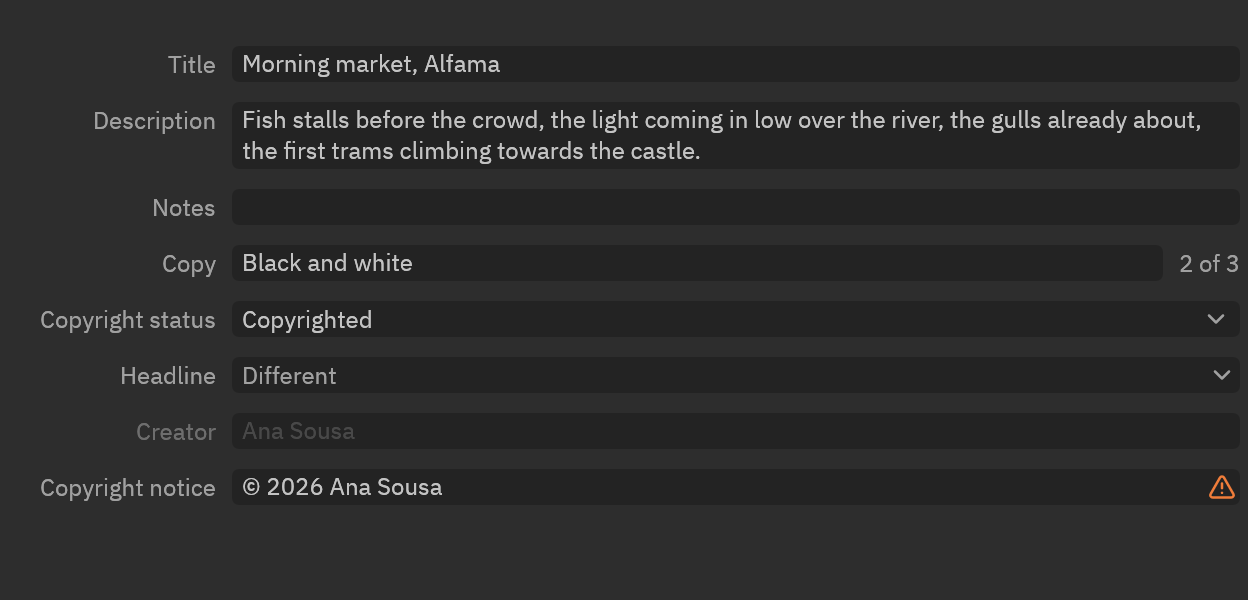 Title Morning market, Alfama
Description Fish stalls before the crowd, the light coming in low over the river, the gulls already about,
the first trams climbing towards the castle.
Notes
Copy Black and white 2 of 3
Copyright status Copyrighted
Headline Different
Creator Ana Sousa
Copyright notice © 2026 Ana Sousa